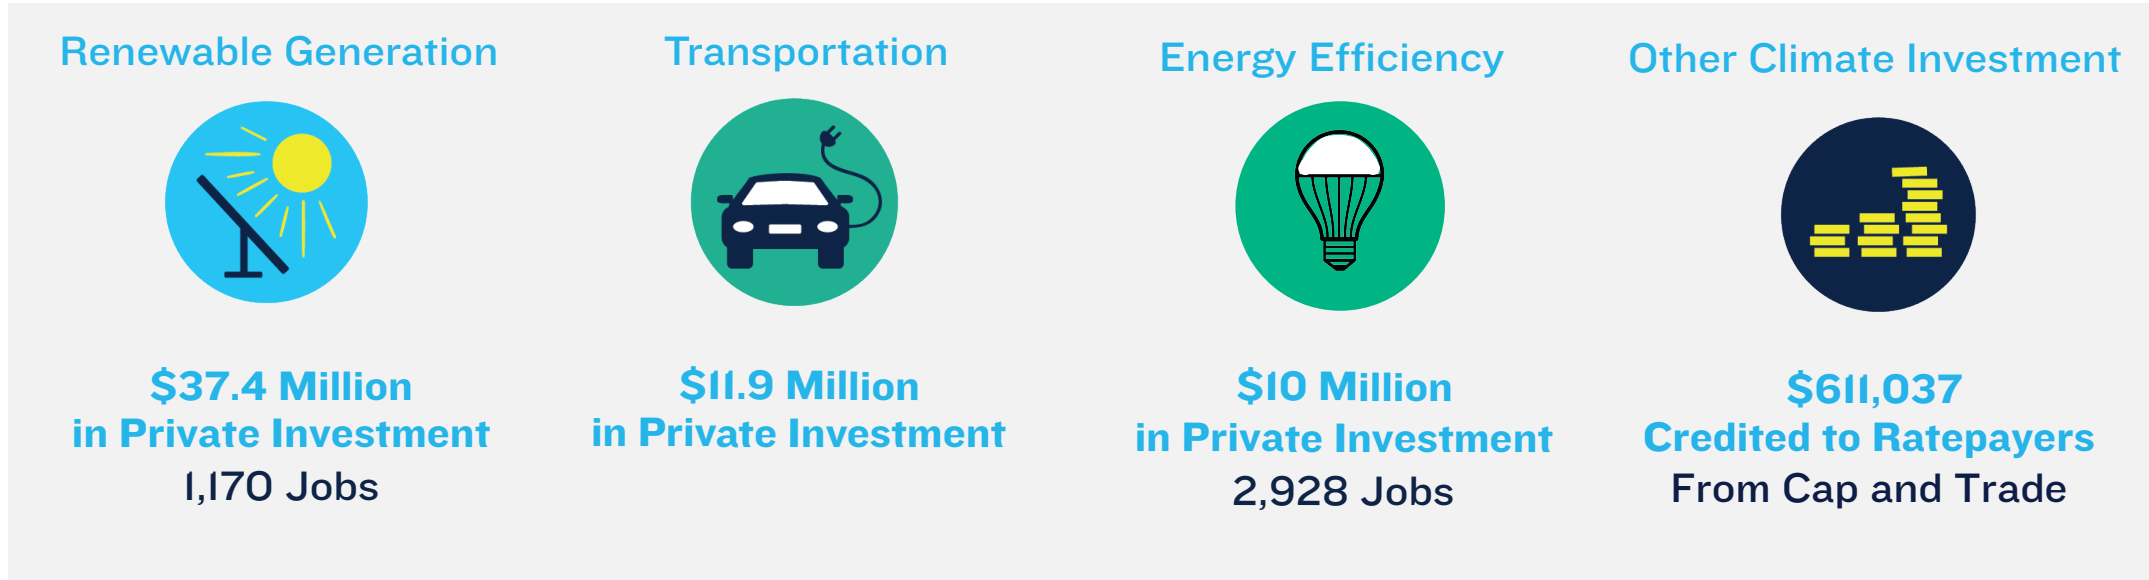 Renewable Generation
$37.4 Million
in Private Investment
1,170 Jobs
Transportation
$11.9 Million
in Private Investment
Energy Efficiency
$10 Million
in Private Investment
2,928 Jobs
Other Climate Investment
$611,037
Credited to Ratepayers
From Cap and Trade